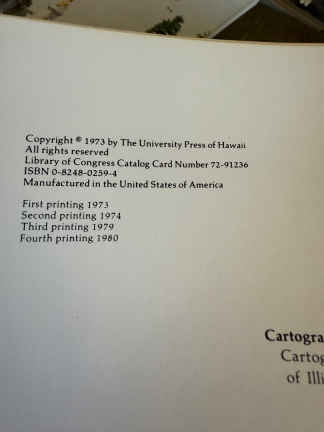 Copyright © 1973 by The University Press of Hawaii
All rights reserved
Library of Congress Catalog Card Number 72-91236
ISBN 0-8248-0259-4
Manufactured in the United States of America
First printing 1973
Second printing 1974
Third printing 1979
Fourth printing 1980
Cartogra
Cartog
of Illi